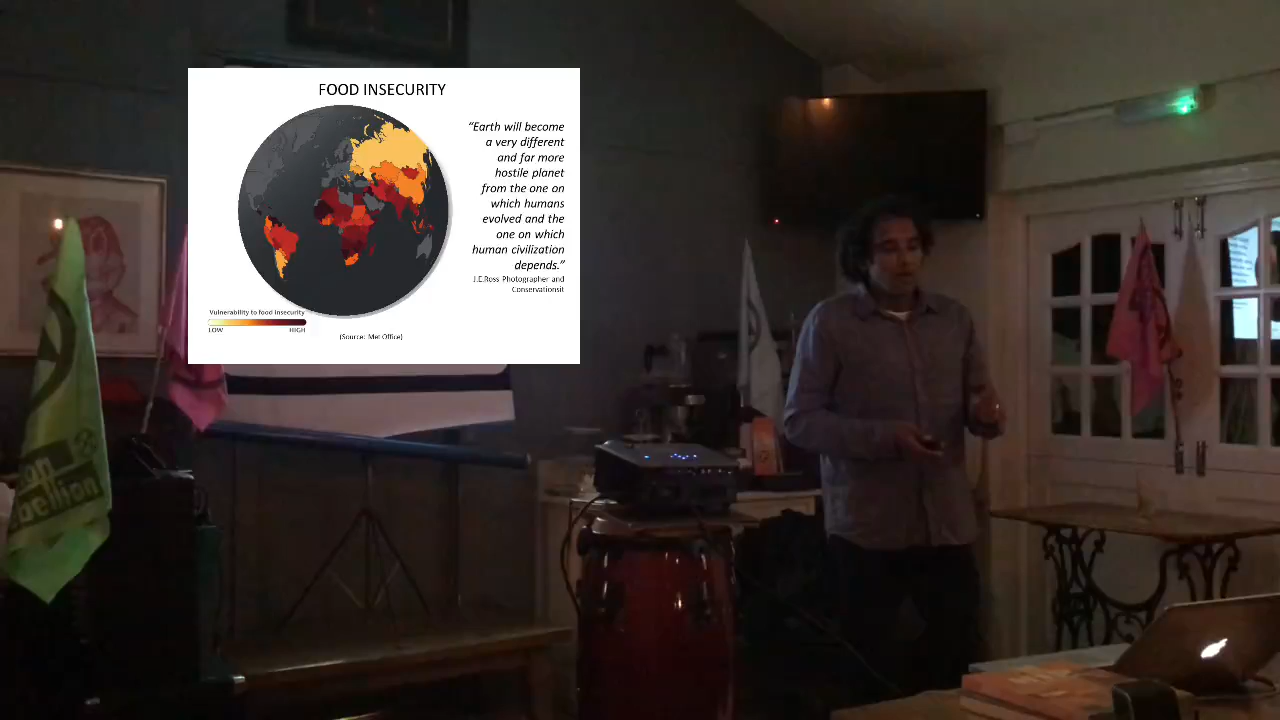 FOOD INSECURITY
“Earth will become
a very different
and far more
hostile planet
from the one on
which humans
evolved and the
one on which
human civilization
depends.”
J.E.Ross Photographer and
Conservationsit
Vulnerability to food insecurity
LOW HIGH
(Source: Met Office)
bellion